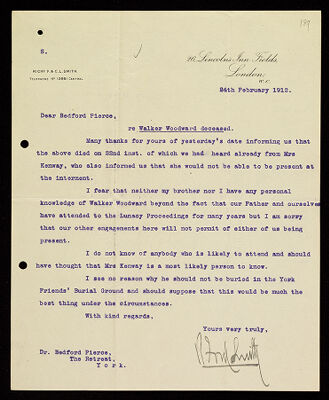 S.
26, Lincolns Inn Fields,
London.
W.C.
TELEPHONE
24th February 1912.
Dear Bedford Pierce,
re Walker Woodward deceased.
Many thanks for yours of yesterday's date informing us that
the above died on 22nd inst. of which we had heard already from Mrs
Kenway, who also informed us that she would not be able to be present at
the interment.
I fear that neither my brother nor I have any personal
knowledge of Walker Woodward beyond the fact that our Father and ourselves
have attended to the Lunacy Proceedings for many years but I am sorry
that our other engagements here will not permit of either of us being
present.
I do not know of anybody who is likely to attend and should
have thought that Mrs Kenway is a most likely person to know.
I see no reason why he should not be buried in the York
Friends' Burial Ground and should suppose that this would be much the
best thing under the circumstances.
With kind regards,
Yours very truly,
Dr. Bedford Pierce,
The Retreat,
York.